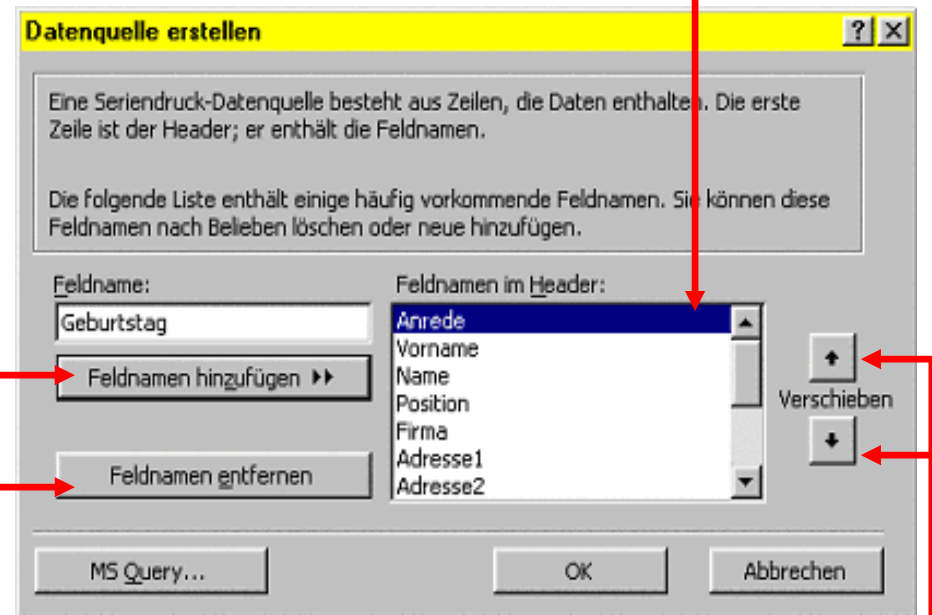 Datenquelle erstellen
Eine Seriendruck-Datenquelle besteht aus Zeilen, die Daten enthalten. Die erste
Zeile ist der Header; er enthält die Feldnamen.
Die folgende Liste enthält einige häufig vorkommende Feldnamen. Sie können diese
Feldnamen nach Belieben löschen oder neue hinzufügen.
Feldname:
Geburtstag
Feldnamen hinzufügen
Feldnamen entfernen
Feldnamen im Header:
Anrede
Vorname
Name
Position
Firma
Adresse1
Adresse2
Verschieben
MS Query...
OK
Abbrechen